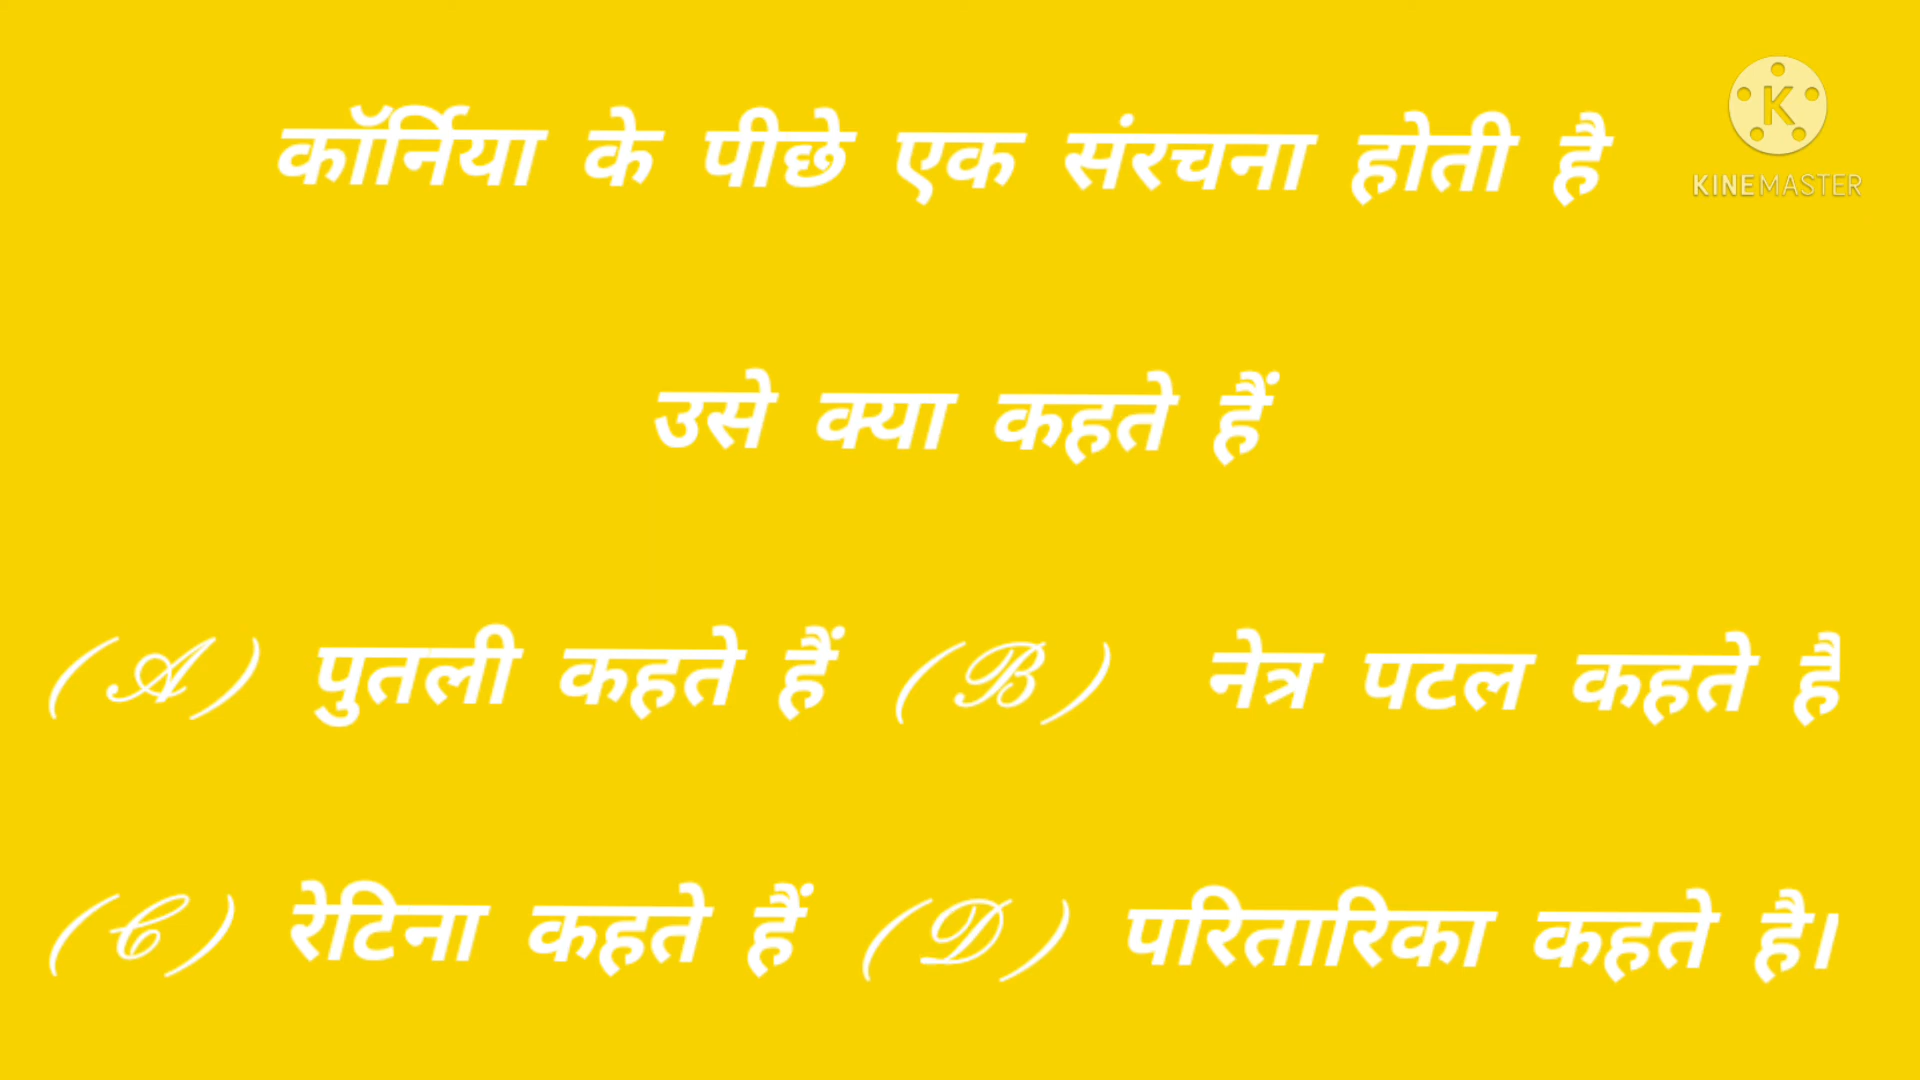 कॉर्निया के पीछे एक संरचना होती है
KINEMASTER
उसे क्या कहते हैं
(A) पुतली कहते हैं (B) नेत्र पटल कहते है
(C) रेटिना कहते हैं (D) परितारिका कहते है।